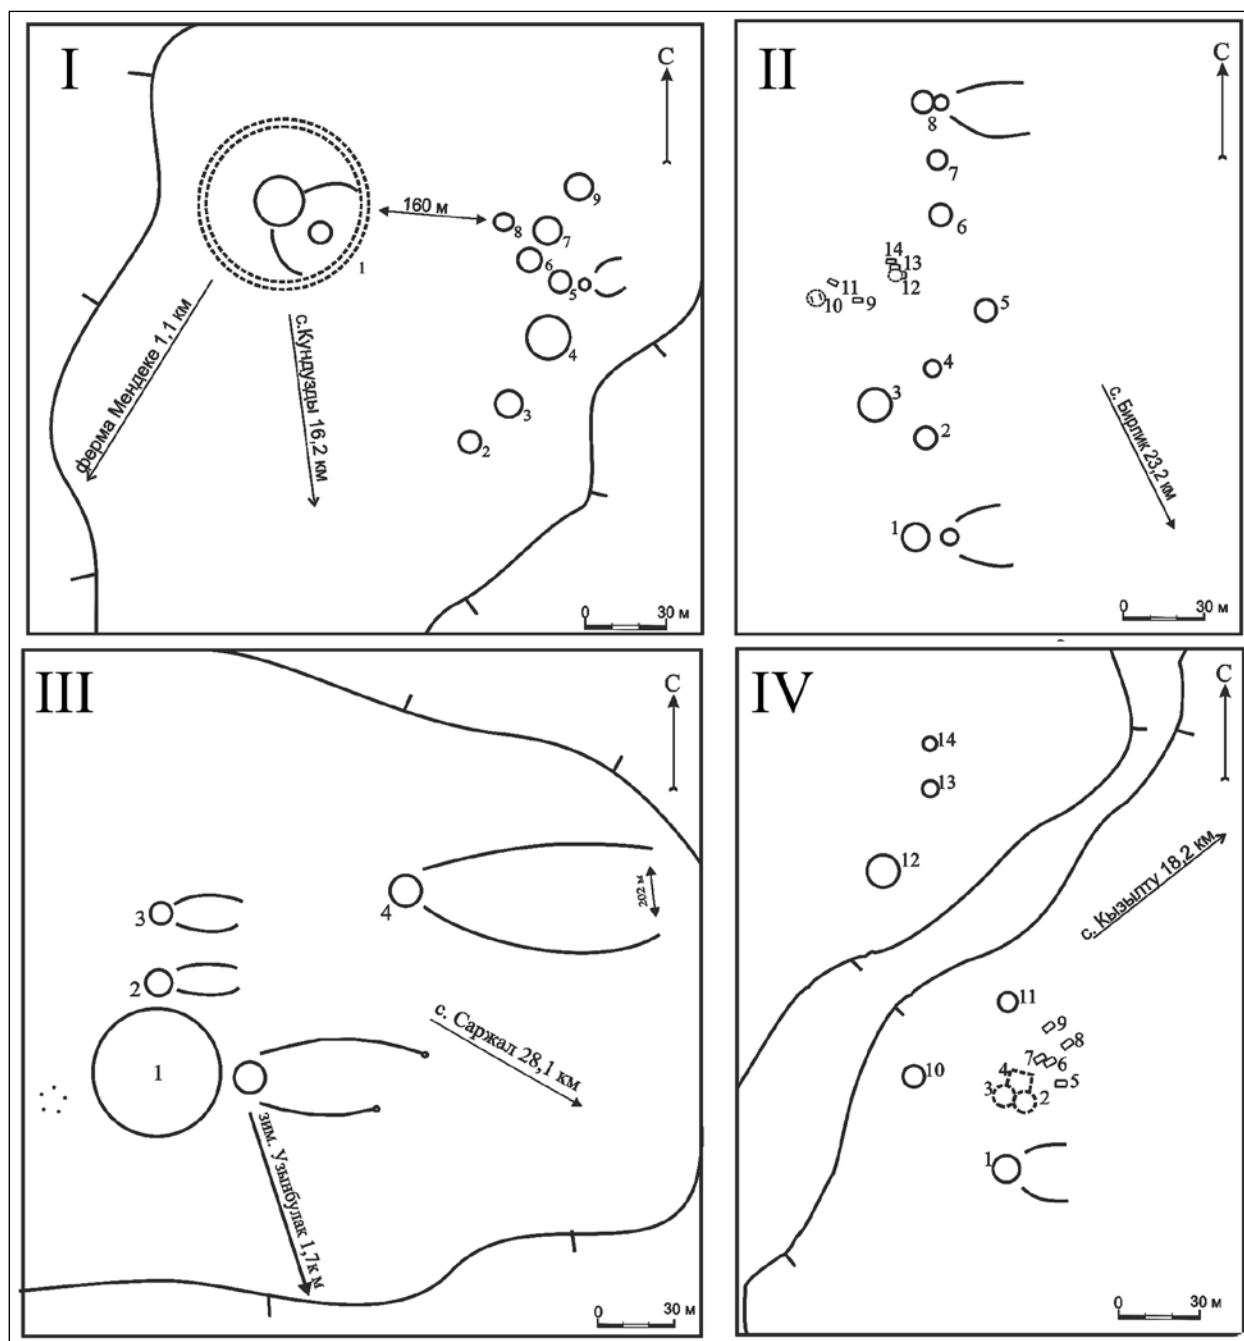 I
С
160 м
1
9
8
7
6
5
4
3
2
ферма Мендеке 1,1 км
с.Кундузды 16,2 км
0 30 м
II
С
8
7
6
14
13
12
11
10
9
5
4
3
2
1
с. Бирлик 23,2 км
0 30 м
III
С
3
4
202 м
2
1
с. Саржал 28,1 км
зим. Узынбулак 1,7к м
0 30 м
IV
С
14
13
12
с. Кызылту 18,2 км
11
9
8
7
6
10
4
5
3
2
1
0 30 м